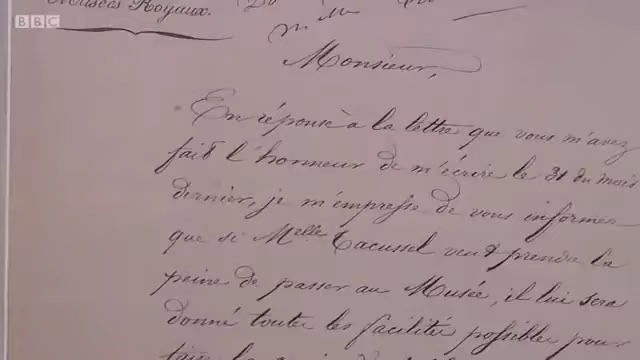 BBC
Musées Royaux.
Monsieur,
En réponse à la lettre que vous m'avez
fait l'honneur de m'écrire le 31 du mois
dernier, je m'empresse de vous informer
que si Melle Cacussel veut prendre la
peine de passer au Musée, il lui sera
donné toutes les facilités possibles pour